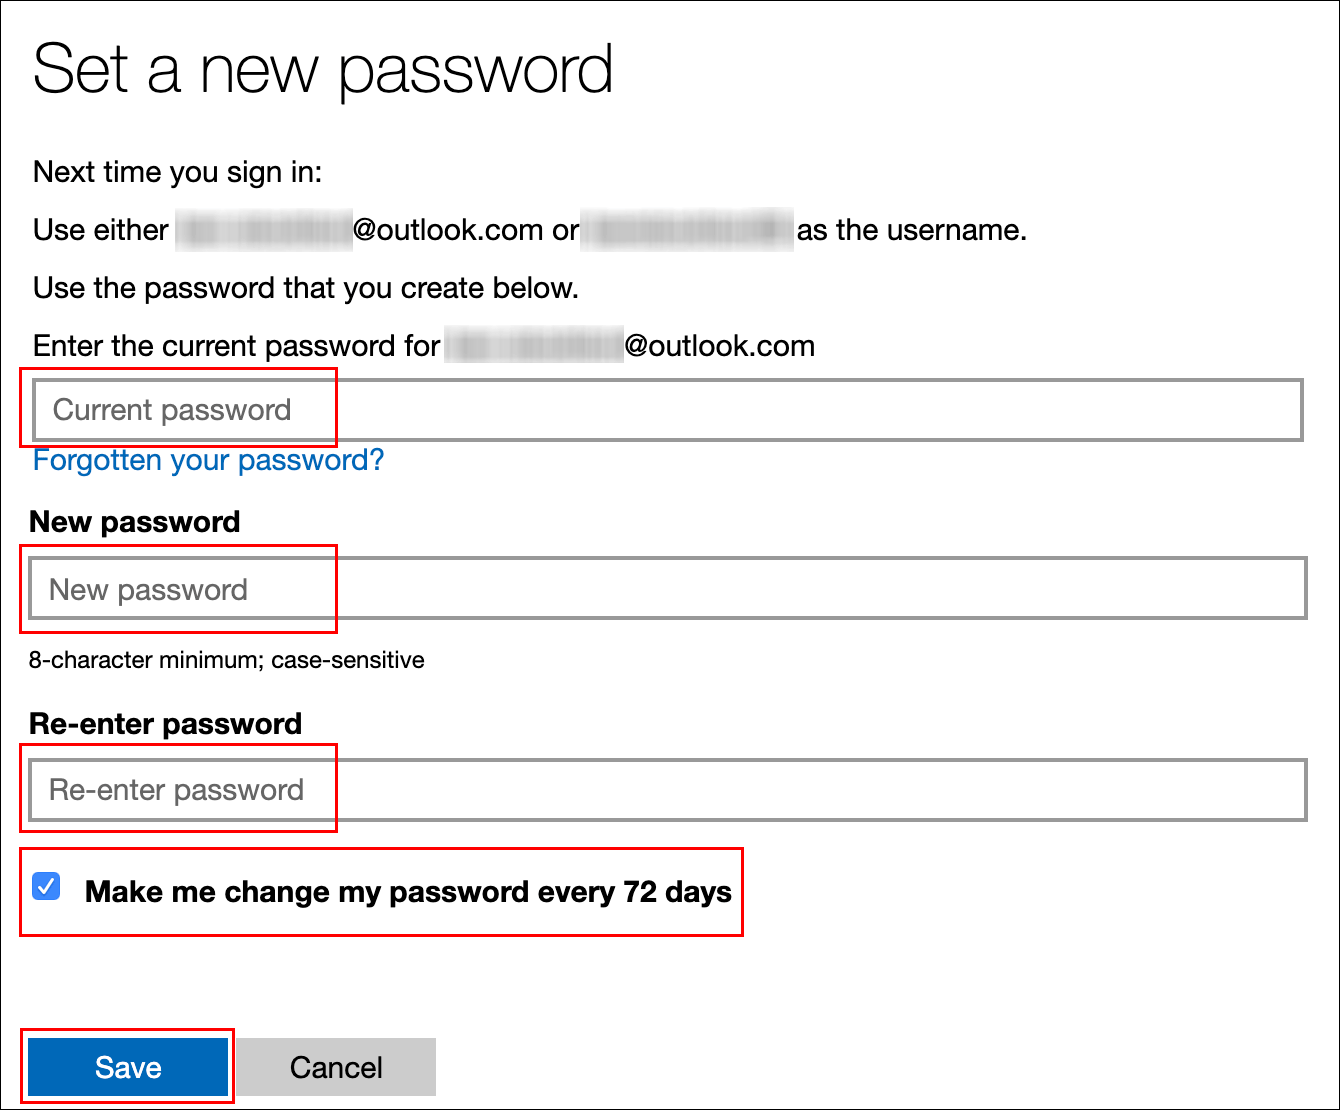 Set a new password
Next time you sign in:
Use either @outlook.com or as the username.
Use the password that you create below.
Enter the current password for @outlook.com
Current password
Forgotten your password?
New password
New password
8-character minimum; case-sensitive
Re-enter password
Re-enter password
Make me change my password every 72 days
Save Cancel